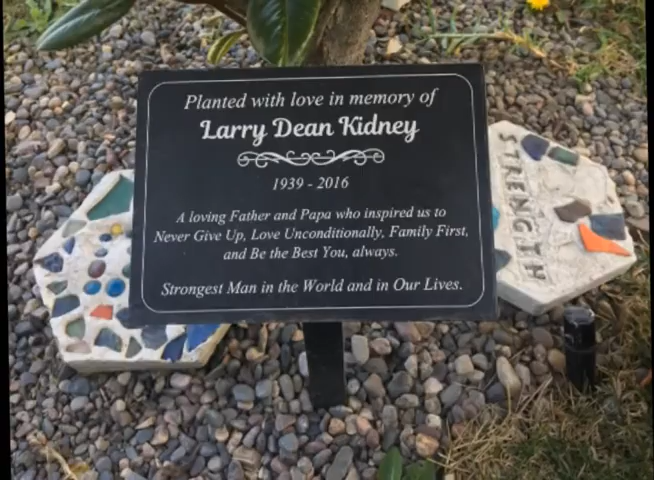 Planted with love in memory of
Larry Dean Kidney
1939 - 2016
A loving Father and Papa who inspired us to
Never Give Up, Love Unconditionally, Family First,
and Be the Best You, always.
Strongest Man in the World and in Our Lives.
STRENGTH